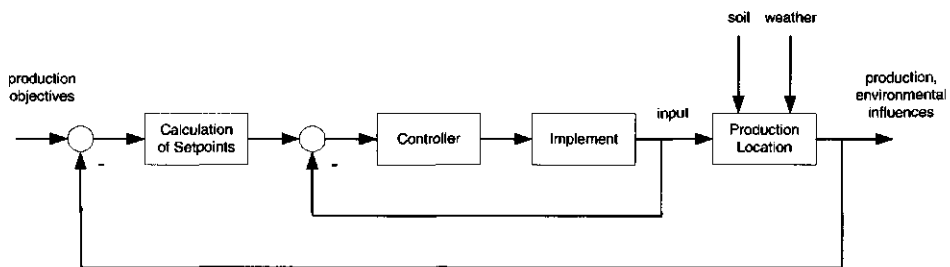 soil weather
production
objectives
production,
environmental
influences
Calculation
of Setpoints
Controller
Implement
input
Production
Location
-
-